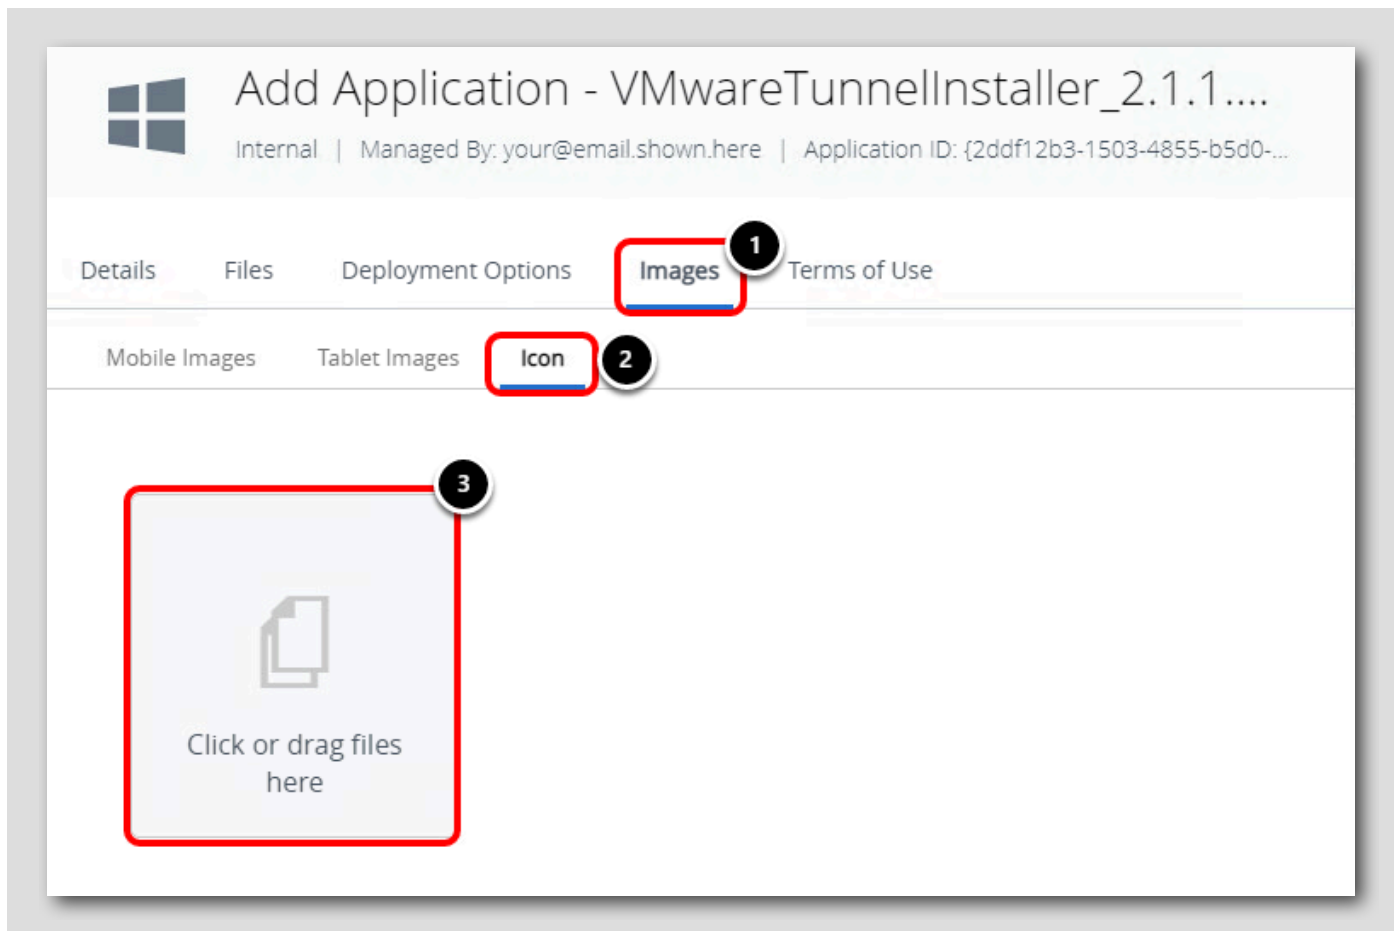 Add Application - VMwareTunnelInstaller_2.1.1....
Internal | Managed By: your@email.shown.here | Application ID: {2ddf12b3-1503-4855-b5d0-...
1
Details Files Deployment Options Images Terms of Use
Mobile Images Tablet Images Icon 2
3
Click or drag files
here